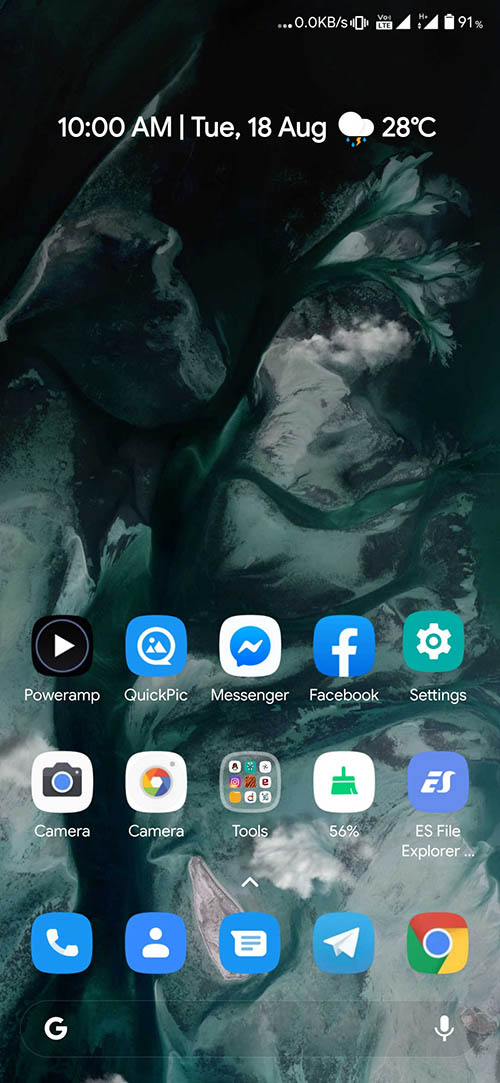 ...0.0KB/s Vo) LTE H+ 91%
10:00 AM | Tue, 18 Aug 28°C
Poweramp QuickPic Messenger Facebook Settings
Camera Camera Tools 56% ES File
Explorer ...